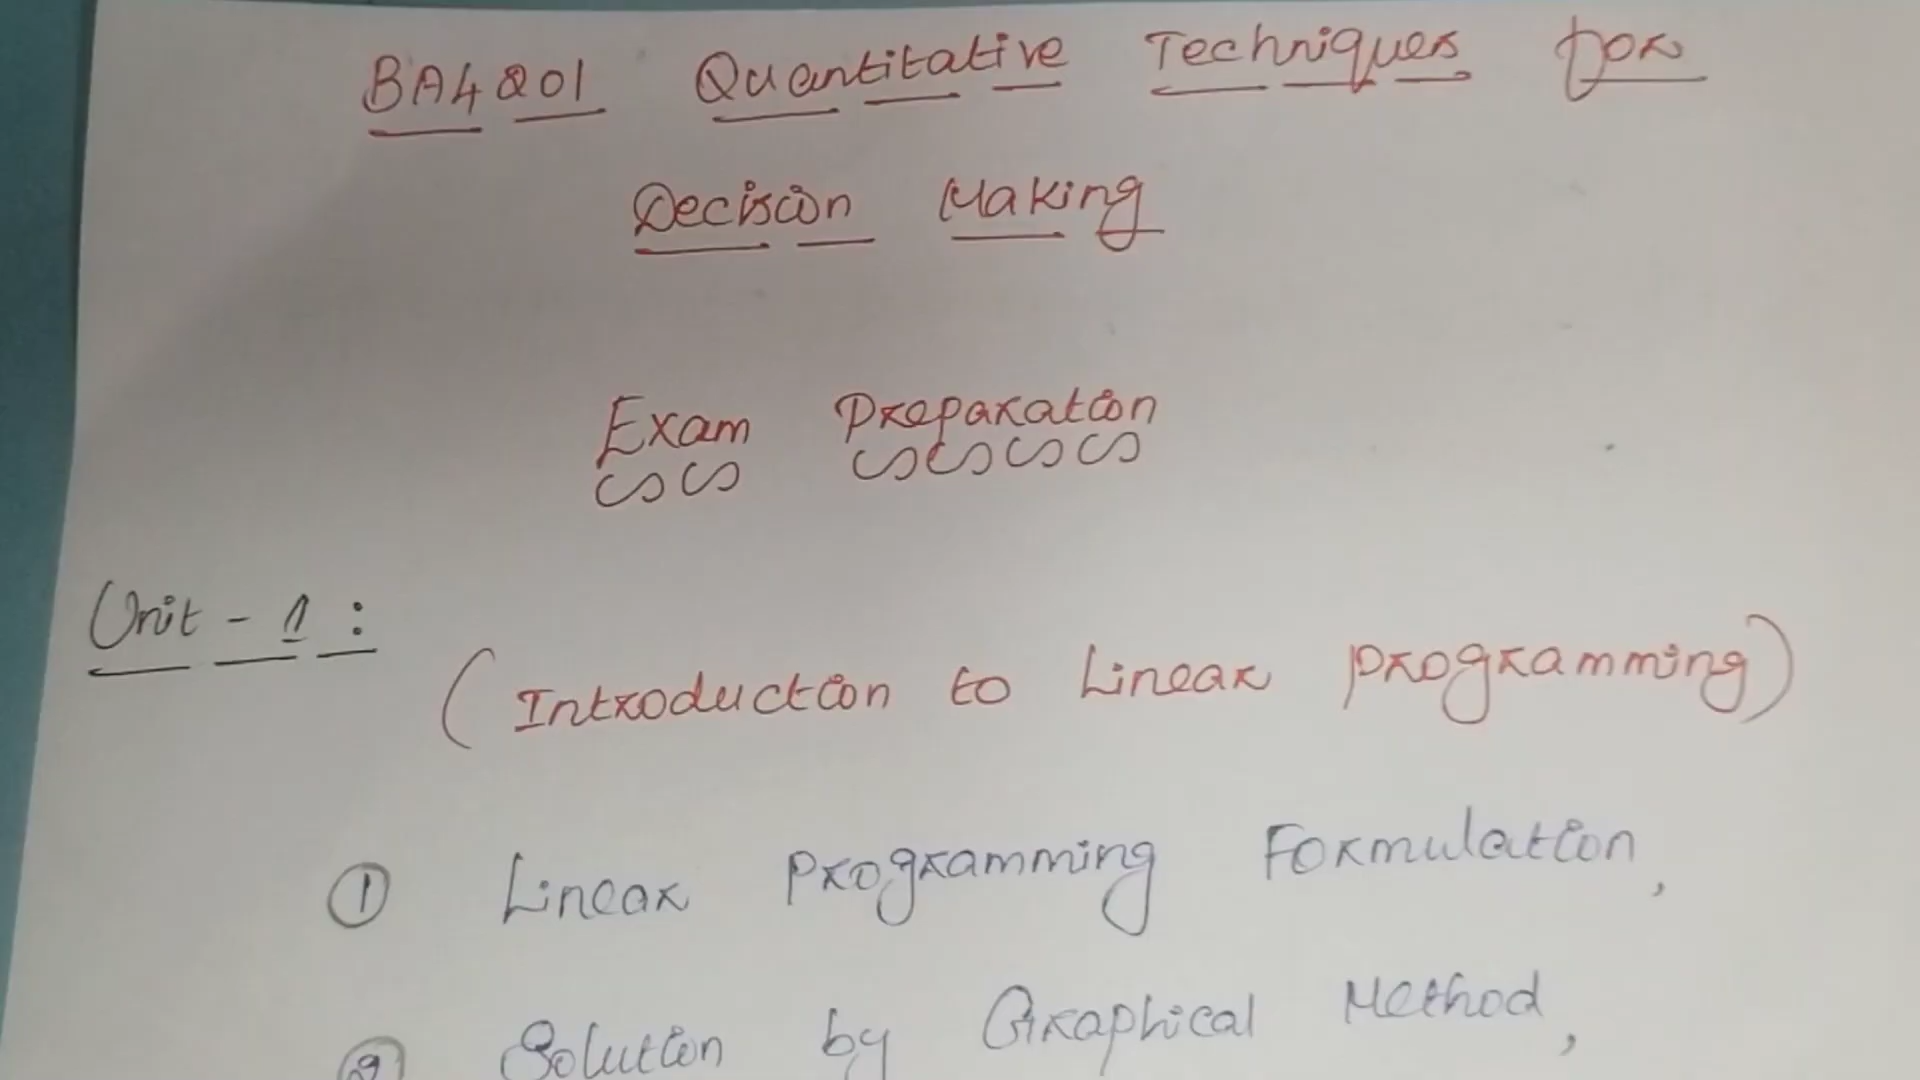 BA4201 Quantitative Techniques for
Decision Making
Exam Preparation
Unit - 1 :
(Introduction to Linear programming)
① Linear Programming Formulation,
② Solution by Graphical Method,